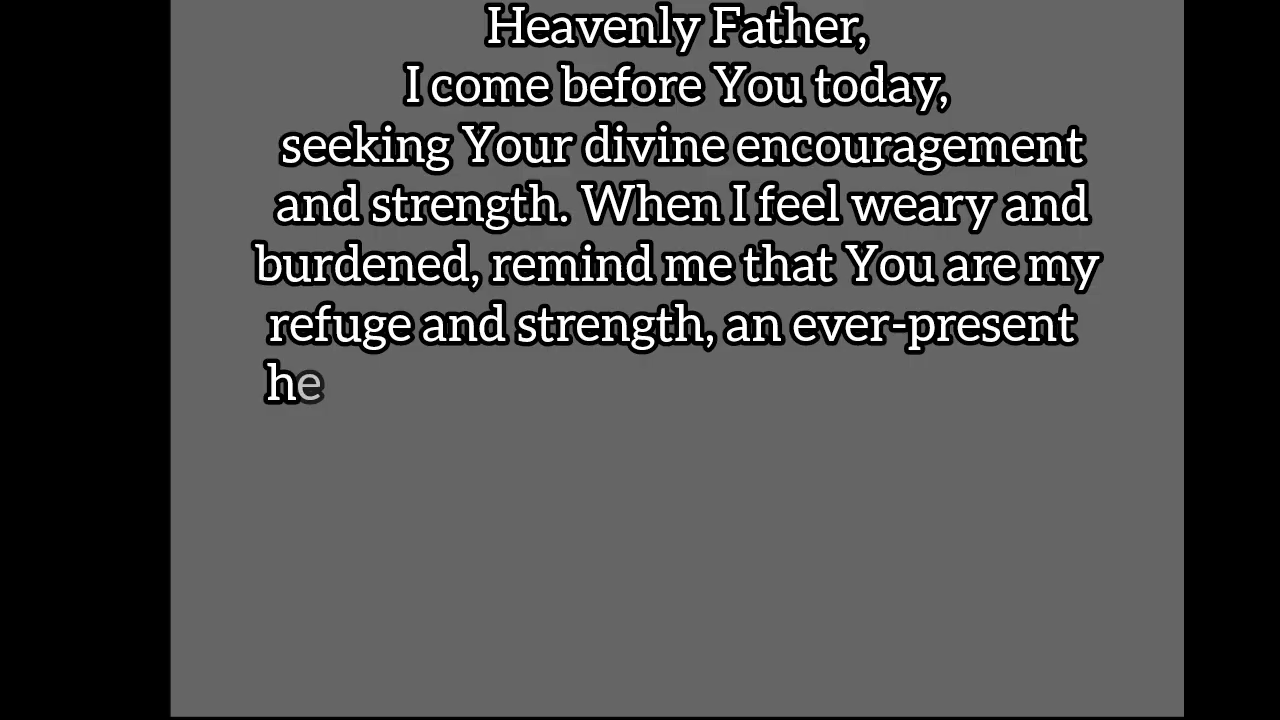 Heavenly Father,
I come before You today,
seeking Your divine encouragement
and strength. When I feel weary and
burdened, remind me that You are my
refuge and strength, an ever-present
he